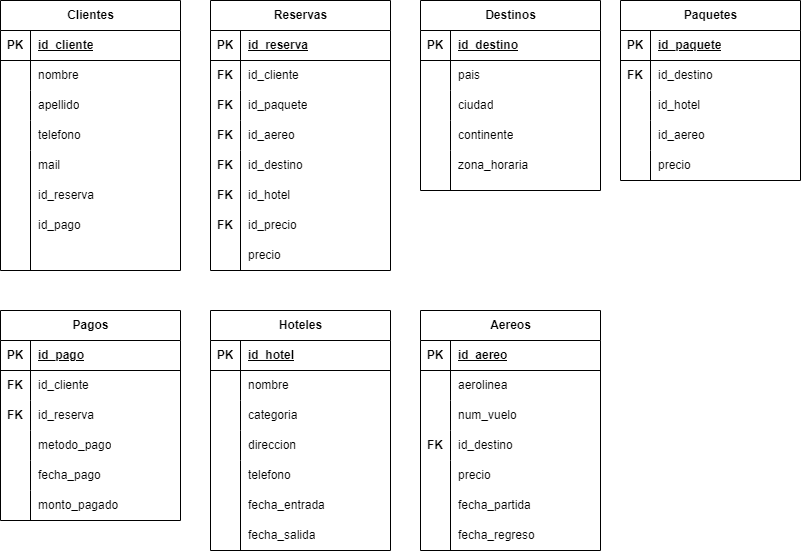 Clientes
PK id_cliente
nombre
apellido
telefono
mail
id_reserva
id_pago
Reservas
PK id_reserva
FK id_cliente
FK id_paquete
FK id_aereo
FK id_destino
FK id_hotel
FK id_precio
precio
Destinos
PK id_destino
pais
ciudad
continente
zona_horaria
Paquetes
PK id_paquete
FK id_destino
id_hotel
id_aereo
precio
Pagos
PK id_pago
FK id_cliente
FK id_reserva
metodo_pago
fecha_pago
monto_pagado
Hoteles
PK id_hotel
nombre
categoria
direccion
telefono
fecha_entrada
fecha_salida
Aereos
PK id_aereo
aerolinea
num_vuelo
FK id_destino
precio
fecha_partida
fecha_regreso